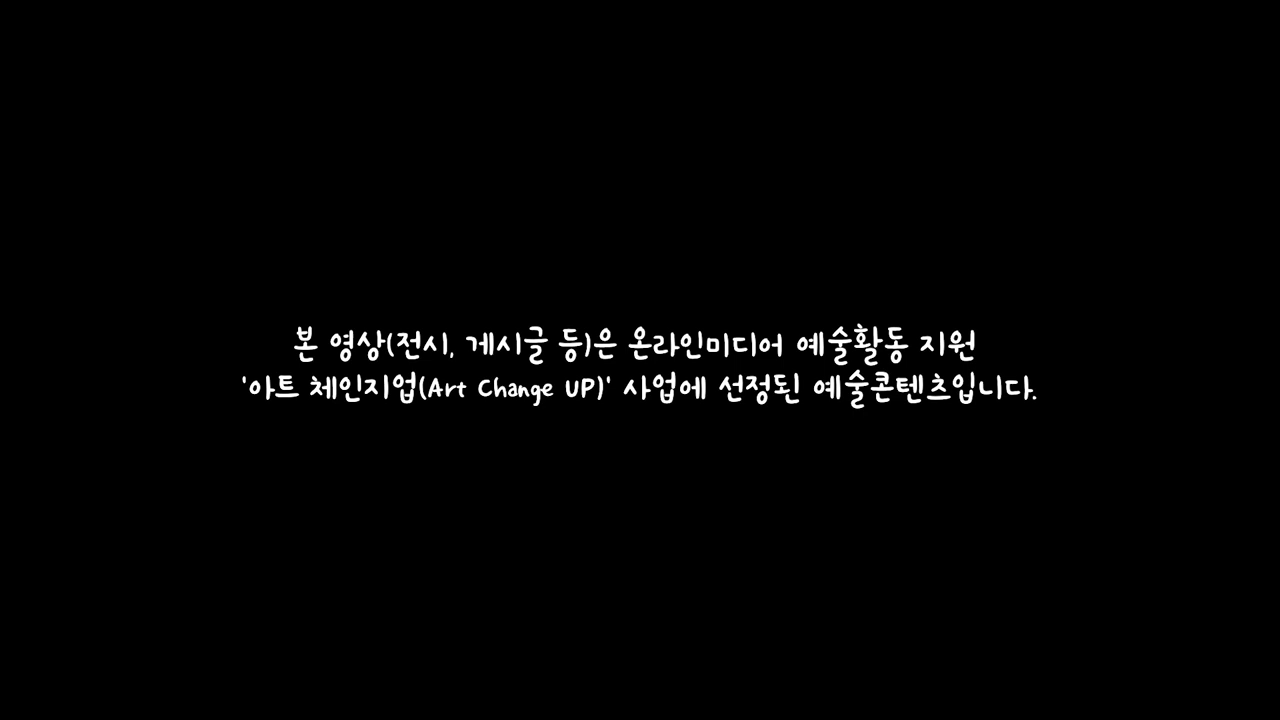 본 영상(전시, 게시글 등)은 온라인미디어 예술활동 지원
'아트 체인지업(Art Change UP)' 사업에 선정된 예술콘텐츠입니다.